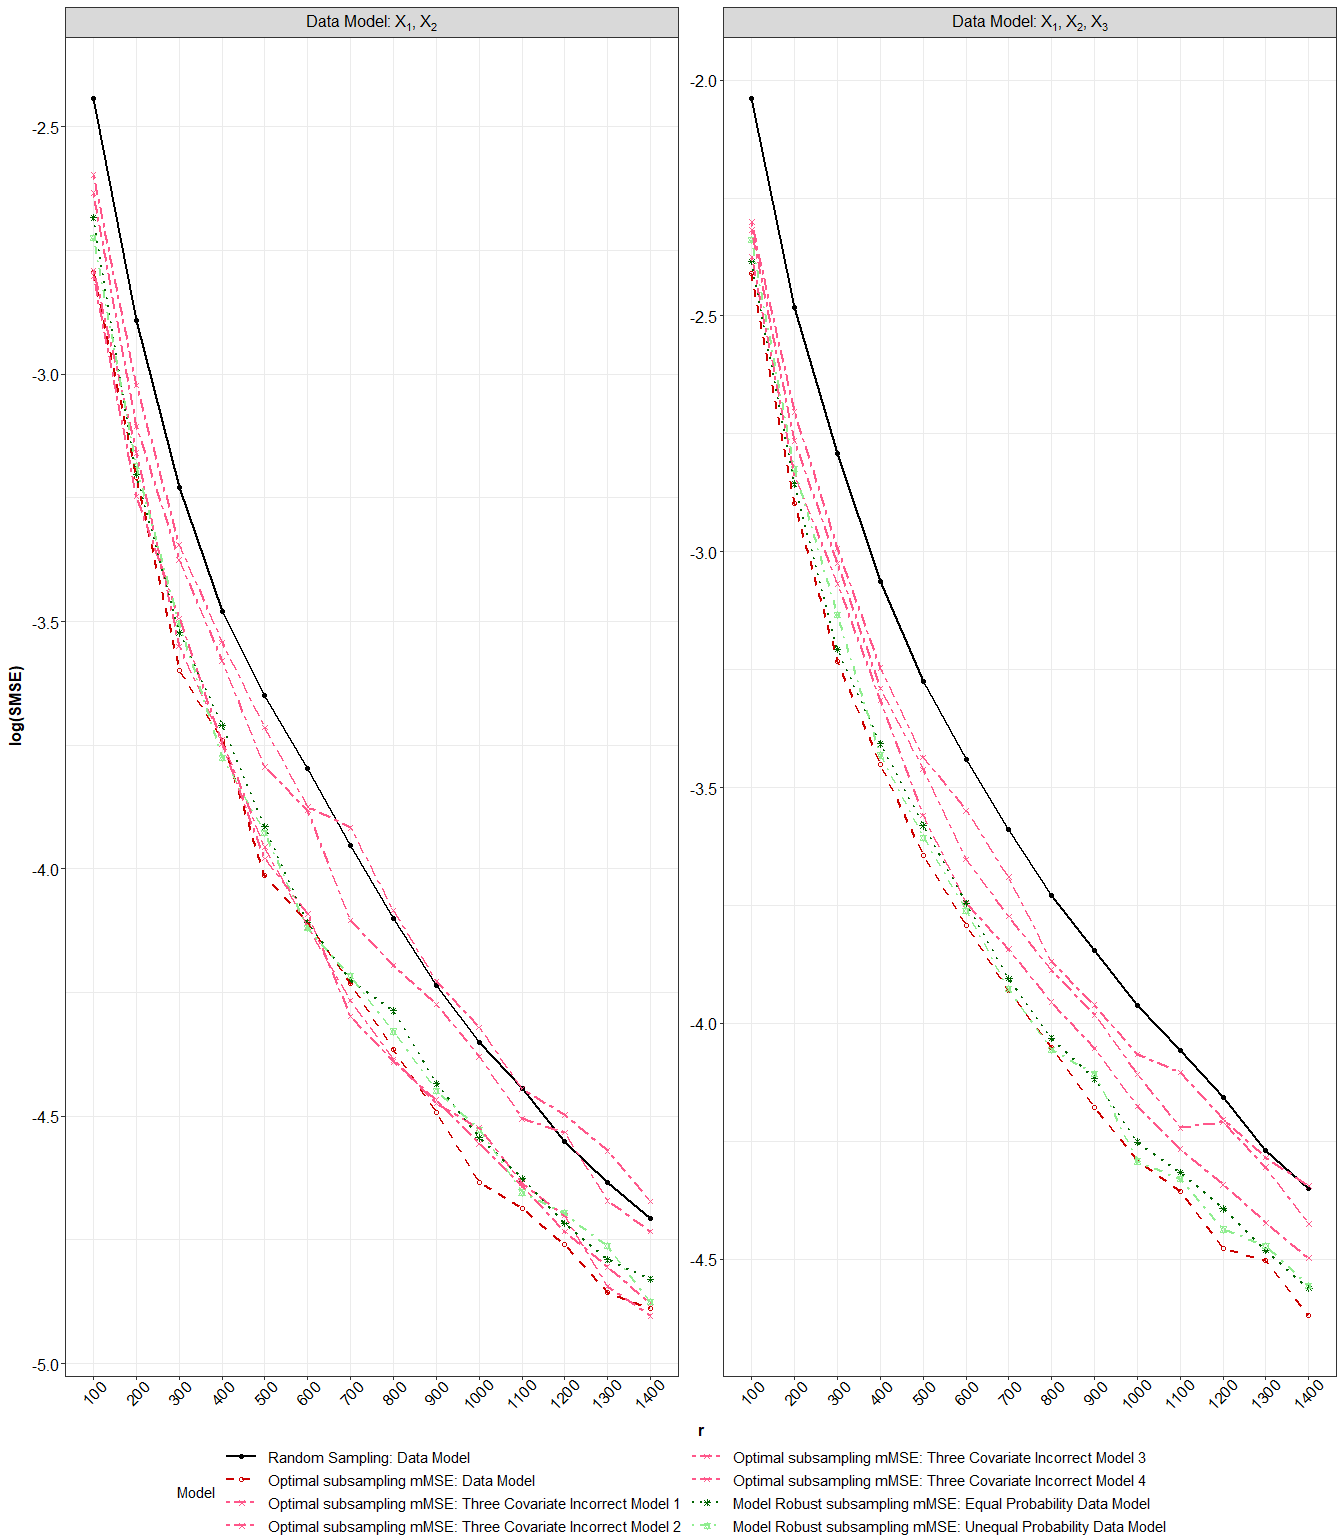 Data Model: X1, X2
Data Model: X1, X2, X3
log(SMSE)
-2.5
-3.0
-3.5
-4.0
-4.5
-5.0
100 200 300 400 500 600 700 800 900 1000 1100 1200 1300 1400
-2.0
-2.5
-3.0
-3.5
-4.0
-4.5
100 200 300 400 500 600 700 800 900 1000 1100 1200 1300 1400
r
Model
Random Sampling: Data Model
Optimal subsampling mMSE: Data Model
Optimal subsampling mMSE: Three Covariate Incorrect Model 1
Optimal subsampling mMSE: Three Covariate Incorrect Model 2
Optimal subsampling mMSE: Three Covariate Incorrect Model 3
Optimal subsampling mMSE: Three Covariate Incorrect Model 4
Model Robust subsampling mMSE: Equal Probability Data Model
Model Robust subsampling mMSE: Unequal Probability Data Model